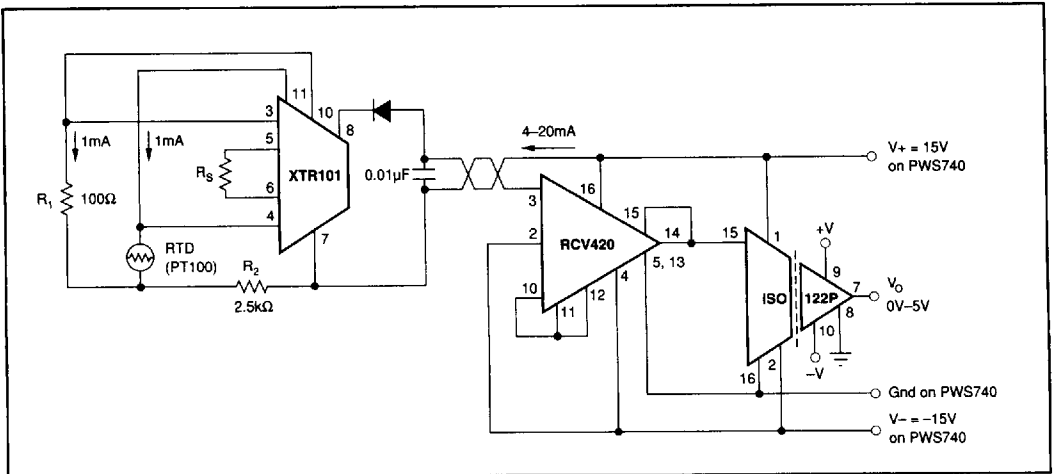 11
10
3
8
4–20mA
V+ = 15V
on PWS740
1mA
1mA
5
R_S
XTR101
0.01µF
16
R₁
100Ω
6
3
15
1
+V
4
2
RCV420
14
15
9
RTD
(PT100)
7
5, 13
ISO
122P
7
V_O
0V–5V
R₂
4
10
12
8
10
2.5kΩ
11
–V
16
2
Gnd on PWS740
V– = –15V
on PWS740